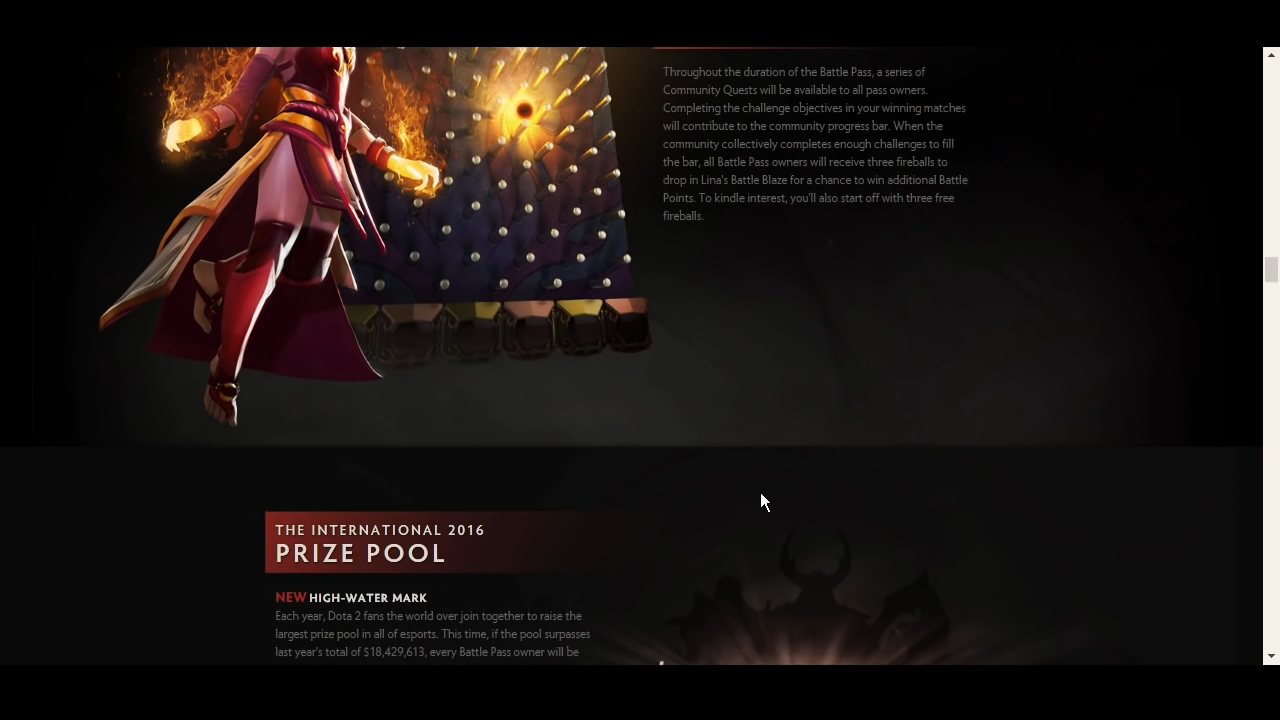 Throughout the duration of the Battle Pass, a series of
Community Quests will be available to all pass owners.
Completing the challenge objectives in your winning matches
will contribute to the community progress bar. When the
community collectively completes enough challenges to fill
the bar, all Battle Pass owners will receive three fireballs to
drop in Lina's Battle Blaze for a chance to win additional Battle
Points. To kindle interest, you'll also start off with three free
fireballs.
THE INTERNATIONAL 2016
PRIZE POOL
NEW HIGH-WATER MARK
Each year, Dota 2 fans the world over join together to raise the
largest prize pool in all of esports. This time, if the pool surpasses
last year's total of $18,429,613, every Battle Pass owner will be